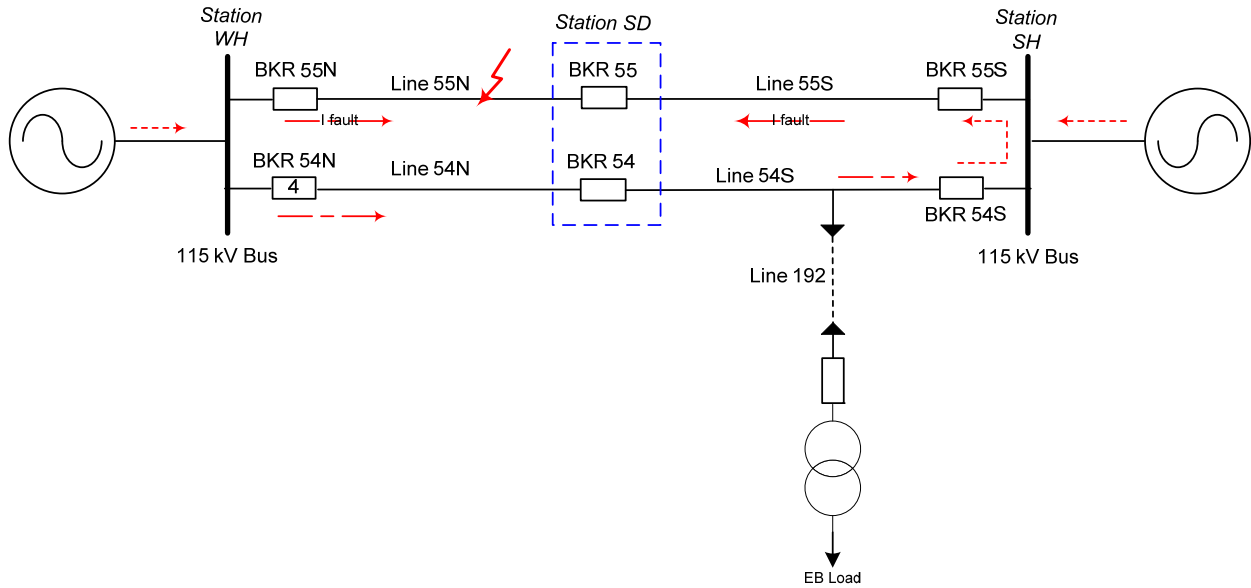 Station
WH
Station SD
Station
SH
BKR 55N
Line 55N
BKR 55
Line 55S
BKR 55S
I fault
I fault
BKR 54N
4
Line 54N
BKR 54
Line 54S
BKR 54S
115 kV Bus
115 kV Bus
Line 192
EB Load